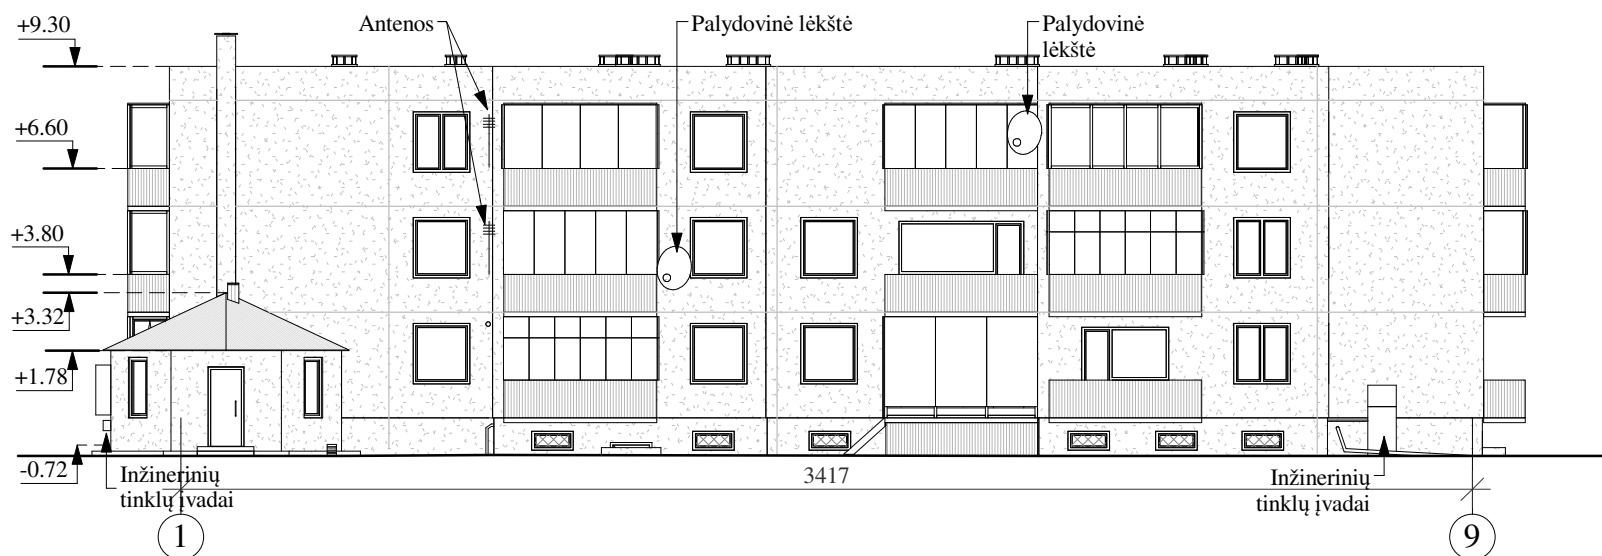 +9.30
Antenos
Palydovinė lėkštė
Palydovinė
lėkštė
+6.60
+3.80
+3.32
+1.78
-0.72
Inžinerinių
tinklų įvadai
3417
Inžinerinių
tinklų įvadai
1
9